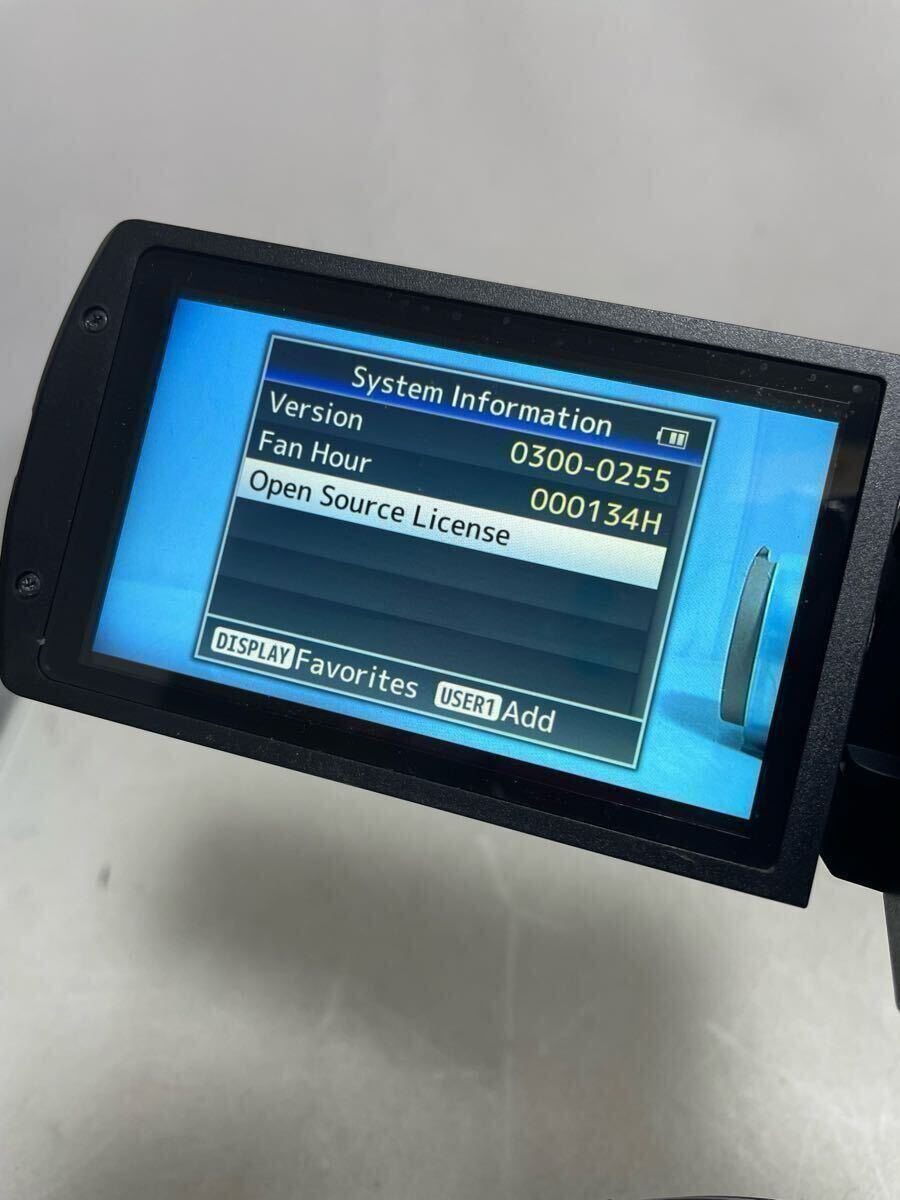 System Information
Version 0300-0255
Fan Hour 000134H
Open Source License
DISPLAY Favorites USER1 Add